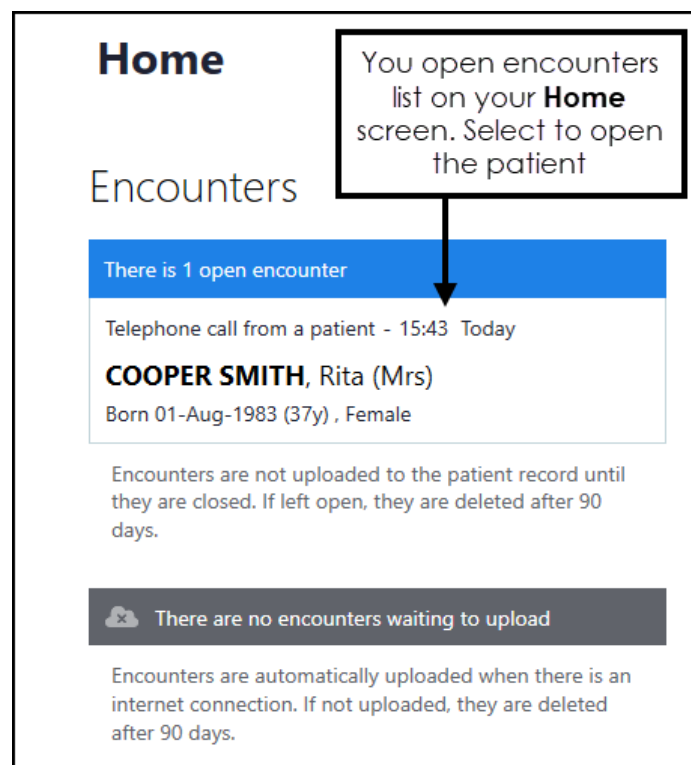 Home
You open encounters
list on your Home
screen. Select to open
the patient
Encounters
There is 1 open encounter
Telephone call from a patient - 15:43 Today
COOPER SMITH, Rita (Mrs)
Born 01-Aug-1983 (37y) , Female
Encounters are not uploaded to the patient record until
they are closed. If left open, they are deleted after 90
days.
There are no encounters waiting to upload
Encounters are automatically uploaded when there is an
internet connection. If not uploaded, they are deleted
after 90 days.